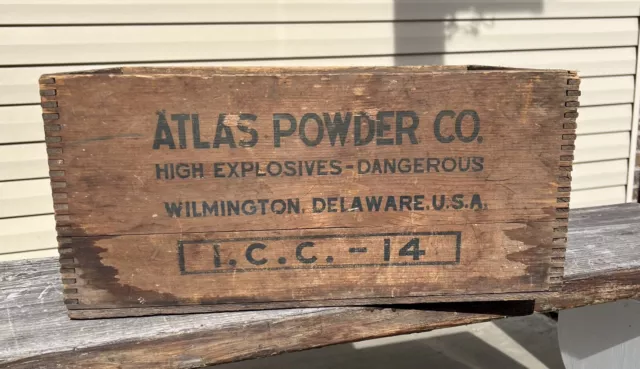 ATLAS POWDER CO.
HIGH EXPLOSIVES-DANGEROUS
WILMINGTON, DELAWARE, U.S.A.
I.C.C. - 14